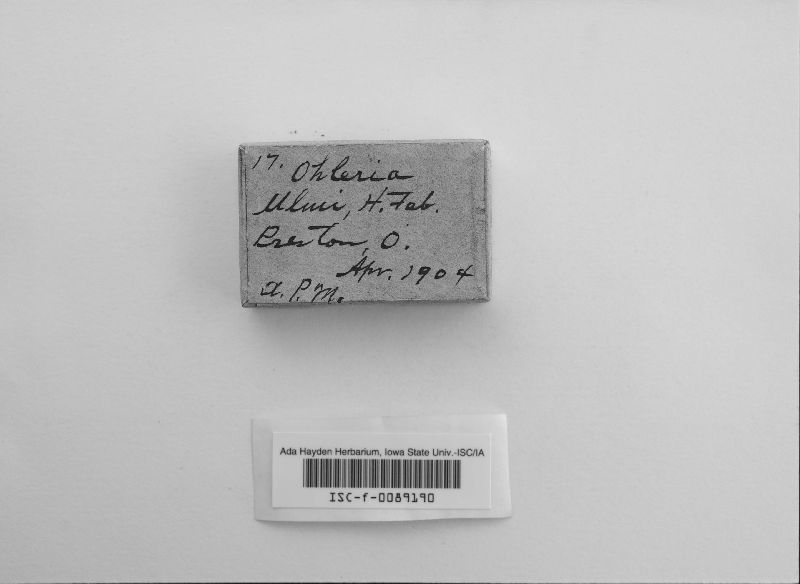 17. Ohleria
Ulmi, H. Fab.
Preston, O.
Apr. 1904
A. P. M.
Ada Hayden Herbarium, Iowa State Univ.-ISC/IA
ISC-f-0089190